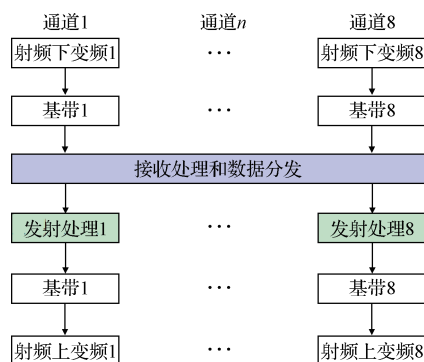 通道1 通道n 通道8
射频下变频1 ··· 射频下变频8
基带1 ··· 基带8
接收处理和数据分发
发射处理1 ··· 发射处理8
基带1 ··· 基带8
射频上变频1 ··· 射频上变频8